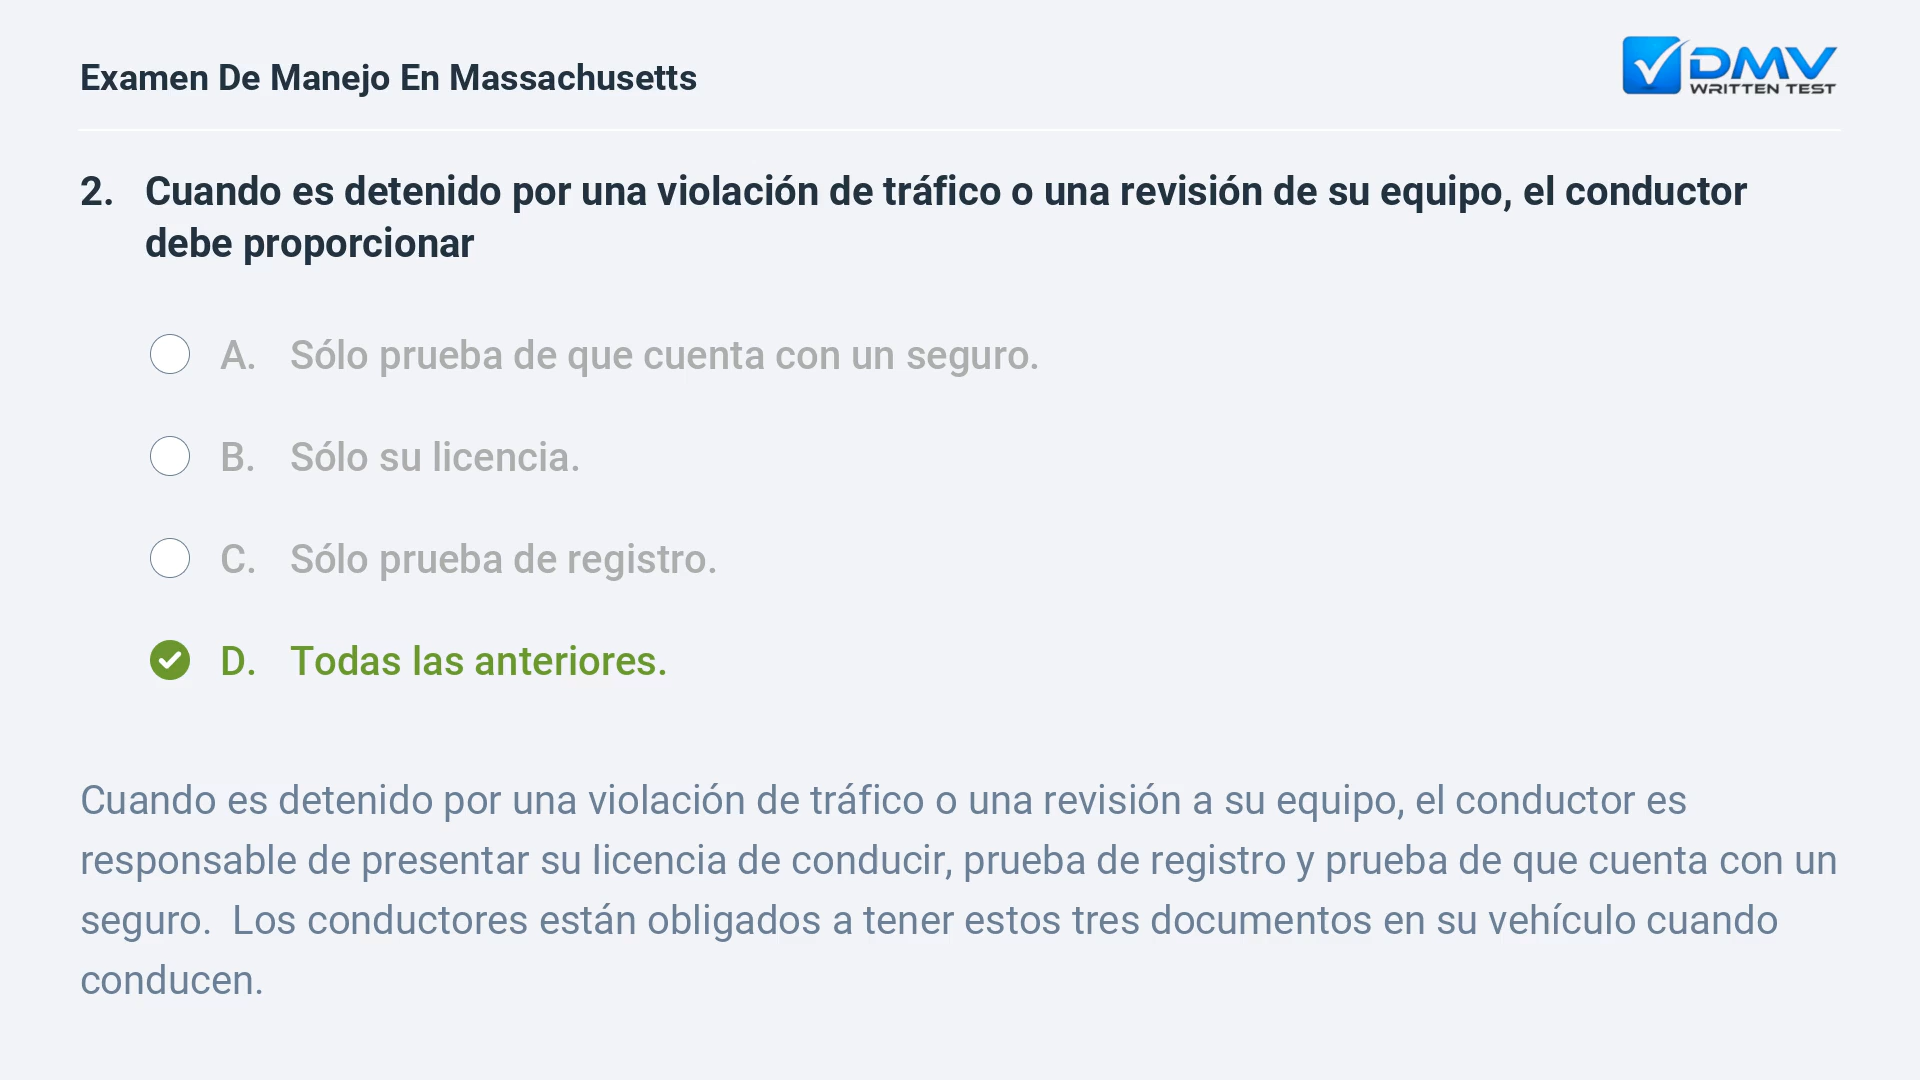 Examen De Manejo En Massachusetts
DMV
WRITTEN TEST
2. Cuando es detenido por una violación de tráfico o una revisión de su equipo, el conductor
debe proporcionar
A. Sólo prueba de que cuenta con un seguro.
B. Sólo su licencia.
C. Sólo prueba de registro.
D. Todas las anteriores.
Cuando es detenido por una violación de tráfico o una revisión a su equipo, el conductor es
responsable de presentar su licencia de conducir, prueba de registro y prueba de que cuenta con un
seguro. Los conductores están obligados a tener estos tres documentos en su vehículo cuando
conducen.